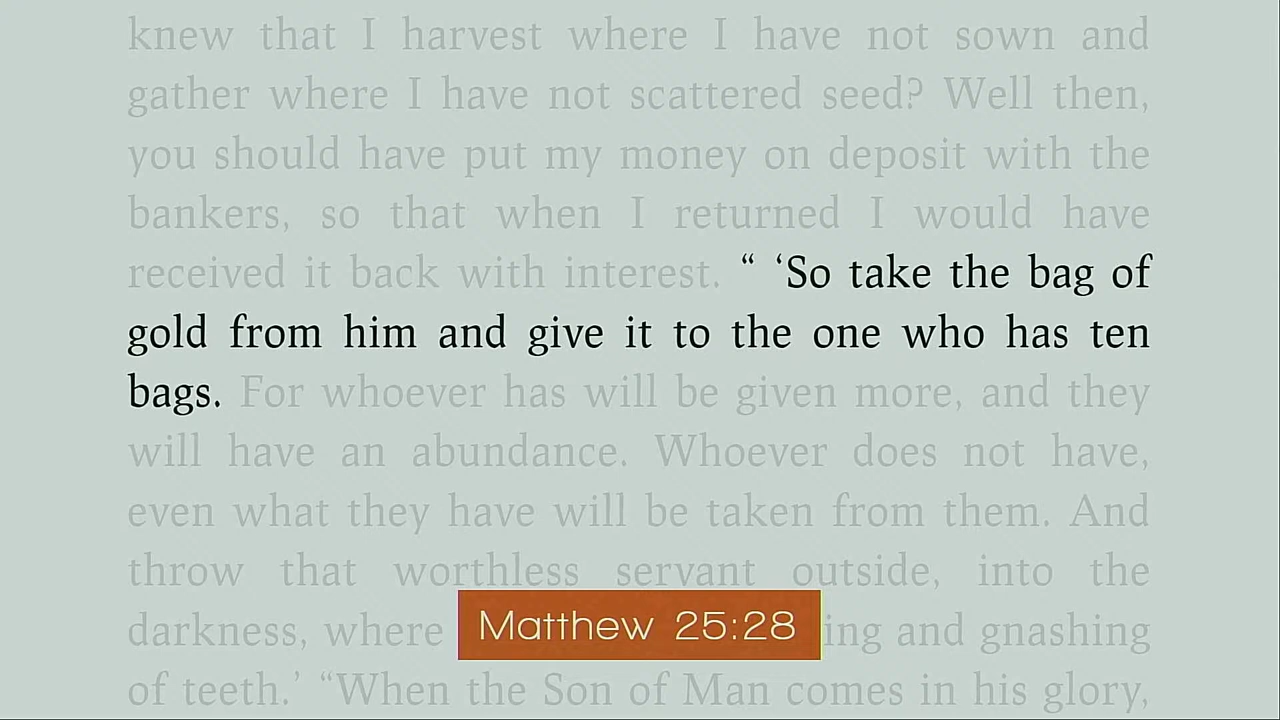 knew that I harvest where I have not sown and
gather where I have not scattered seed? Well then,
you should have put my money on deposit with the
bankers, so that when I returned I would have
received it back with interest. “ ‘So take the bag of
gold from him and give it to the one who has ten
bags. For whoever has will be given more, and they
will have an abundance. Whoever does not have,
even what they have will be taken from them. And
throw that worthless servant outside, into the
darkness, where ing and gnashing
Matthew 25:28
of teeth.’ “When the Son of Man comes in his glory,